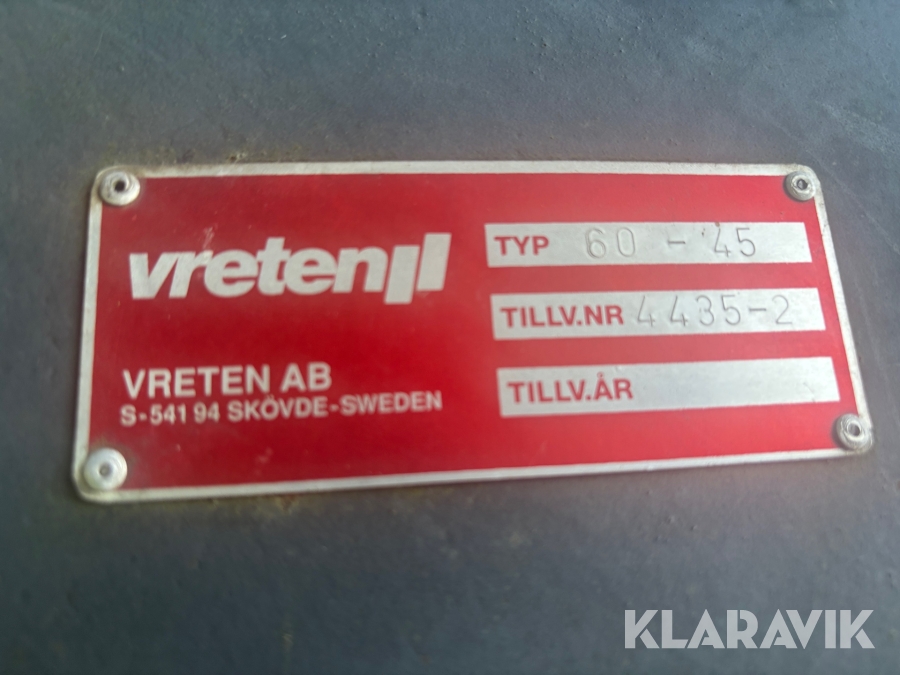 vreten
VRETEN AB
S-541 94 SKÖVDE-SWEDEN
TYP 60 - 45
TILLV.NR 4435-2
TILLV.ÅR
KLARAVIK